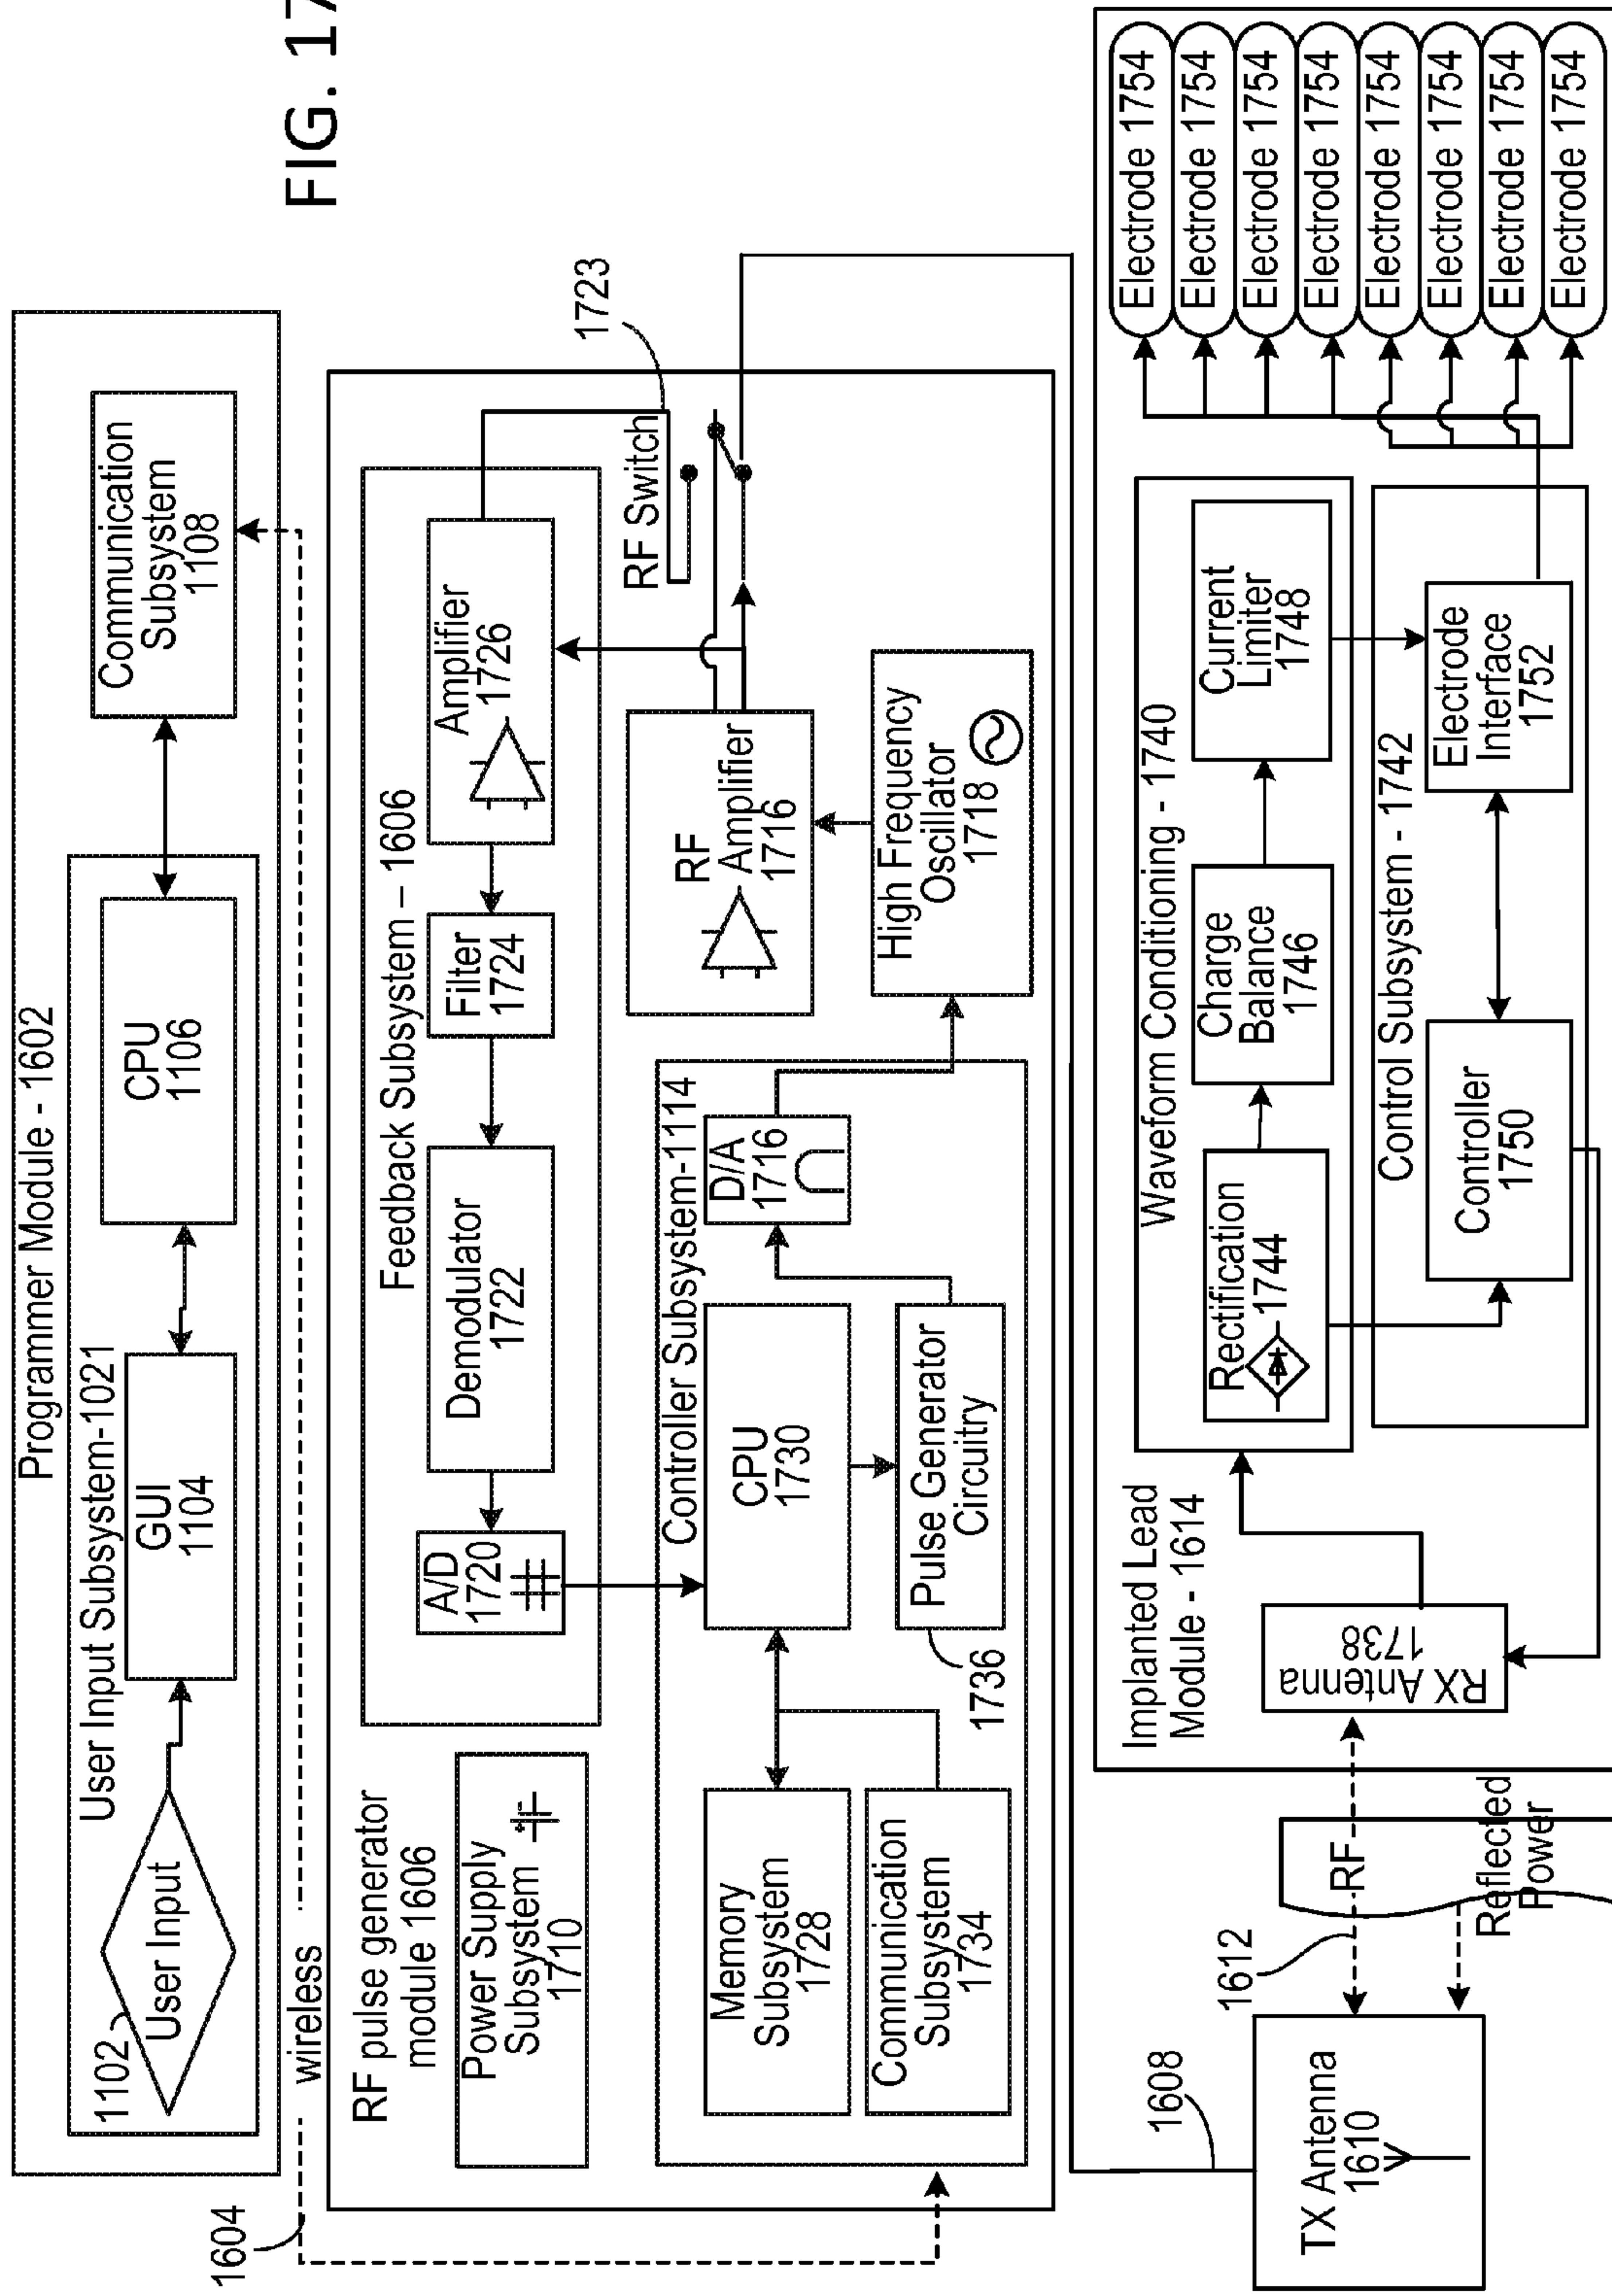 FIG. 17
Programmer Module - 1602
User Input Subsystem-1021
1102
User Input
GUI
1104
CPU
1106
Communication
Subsystem
1108
1604
wireless
RF pulse generator
module 1606
Power Supply
Subsystem
1710
Feedback Subsystem – 1606
A/D
1720
Demodulator
1722
Filter
1724
Amplifier
1726
RF Switch
1723
Controller Subsystem-1114
Memory
Subsystem
1728
Communication
Subsystem
1734
CPU
1730
Pulse Generator
Circuitry
1736
D/A
1716
RF
Amplifier
1716
High Frequency
Oscillator
1718
1608
TX Antenna
1610
1612
RF
Reflected
Power
Implanted Lead
Module - 1614
RX Antenna
1738
Waveform Conditioning - 1740
Rectification
1744
Charge
Balance
1746
Current
Limiter
1748
Control Subsystem - 1742
Controller
1750
Electrode
Interface
1752
Electrode 1754
Electrode 1754
Electrode 1754
Electrode 1754
Electrode 1754
Electrode 1754
Electrode 1754
Electrode 1754